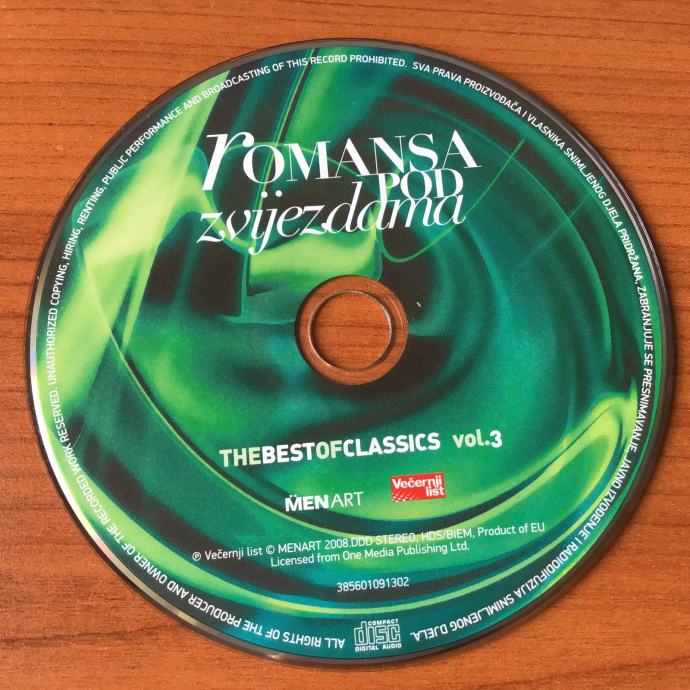 rOMANSA
POD
zvijezdama
THEBESTOFCLASSICS vol.3
MENART
Večernji
list
℗ Večernji list © MENART 2008.DDD STEREO, HDS/BIEM, Product of EU
Licensed from One Media Publishing Ltd.
385601091302
COMPACT
disc
DIGITAL AUDIO
ALL RIGHTS OF THE PRODUCER AND OWNER OF THE RECORDED WORK RESERVED. UNAUTHORIZED COPYING, HIRING, RENTING, PUBLIC PERFORMANCE AND BROADCASTING OF THIS RECORD PROHIBITED. SVA PRAVA PROIZVOĐAČA I VLASNIKA SNIMLJENOG DJELA PRIDRŽANA, ZABRANJUJE SE PRESNIMAVANJE, JAVNO IZVOĐENJE I RADIODIFUZIJA SNIMLJENOG DJELA.